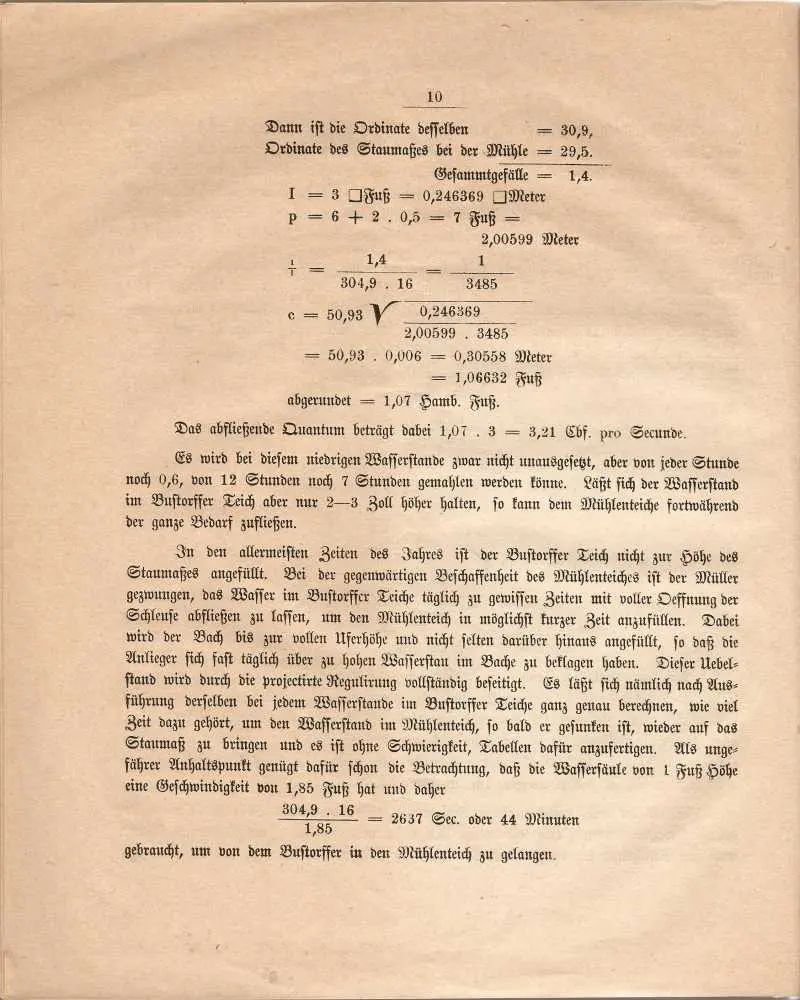 10
Dann ist die Ordinate desselben = 30,9,
Ordinate des Staumaßes bei der Mühle = 29,5.
Gesammtgefälle = 1,4.
I = 3 □Fuß = 0,246369 □Meter
p = 6 + 2 . 0,5 = 7 Fuß =
2,00599 Meter
1/1 = 1,4 / 304,9 . 16 = 1 / 3485
c = 50,93 √ 0,246369 / 2,00599 . 3485
= 50,93 . 0,006 = 0,30558 Meter
= 1,06632 Fuß
abgerundet = 1,07 Hamb. Fuß.
Das abfließende Quantum beträgt dabei 1,07 . 3 = 3,21 Cbf. pro Secunde.
Es wird bei diesem niedrigen Wasserstande zwar nicht unausgesetzt, aber von jeder Stunde
noch 0,6, von 12 Stunden noch 7 Stunden gemahlen werden könne. Läßt sich der Wasserstand
im Bustorffer Teich aber nur 2—3 Zoll höher halten, so kann dem Mühlenteiche fortwährend
der ganze Bedarf zufließen.
In den allermeisten Zeiten des Jahres ist der Bustorffer Teich nicht zur Höhe des
Staumaßes angefüllt. Bei der gegenwärtigen Beschaffenheit des Mühlenteiches ist der Müller
gezwungen, das Wasser im Bustorffer Teiche täglich zu gewissen Zeiten mit voller Oeffnung der
Schleuse abfließen zu lassen, um den Mühlenteich in möglichst kurzer Zeit anzufüllen. Dabei
wird der Bach bis zur vollen Uferhöhe und nicht selten darüber hinaus angefüllt, so daß die
Anlieger sich fast täglich über zu hohen Wasserstau im Bache zu beklagen haben. Dieser Uebel-
stand wird durch die projectirte Regulirung vollständig beseitigt. Es läßt sich nämlich nach Aus-
führung derselben bei jedem Wasserstande im Bustorffer Teiche ganz genau berechnen, wie viel
Zeit dazu gehört, um den Wasserstand im Mühlenteich, so bald er gesunken ist, wieder auf das
Staumaß zu bringen und es ist ohne Schwierigkeit, Tabellen dafür anzufertigen. Als unge-
fährer Anhaltspunkt genügt dafür schon die Betrachtung, daß die Wassersäule von 1 Fuß Höhe
eine Geschwindigkeit von 1,85 Fuß hat und daher
304,9 . 16 / 1,85 = 2637 Sec. oder 44 Minuten
gebraucht, um von dem Bustorffer in den Mühlenteich zu gelangen.